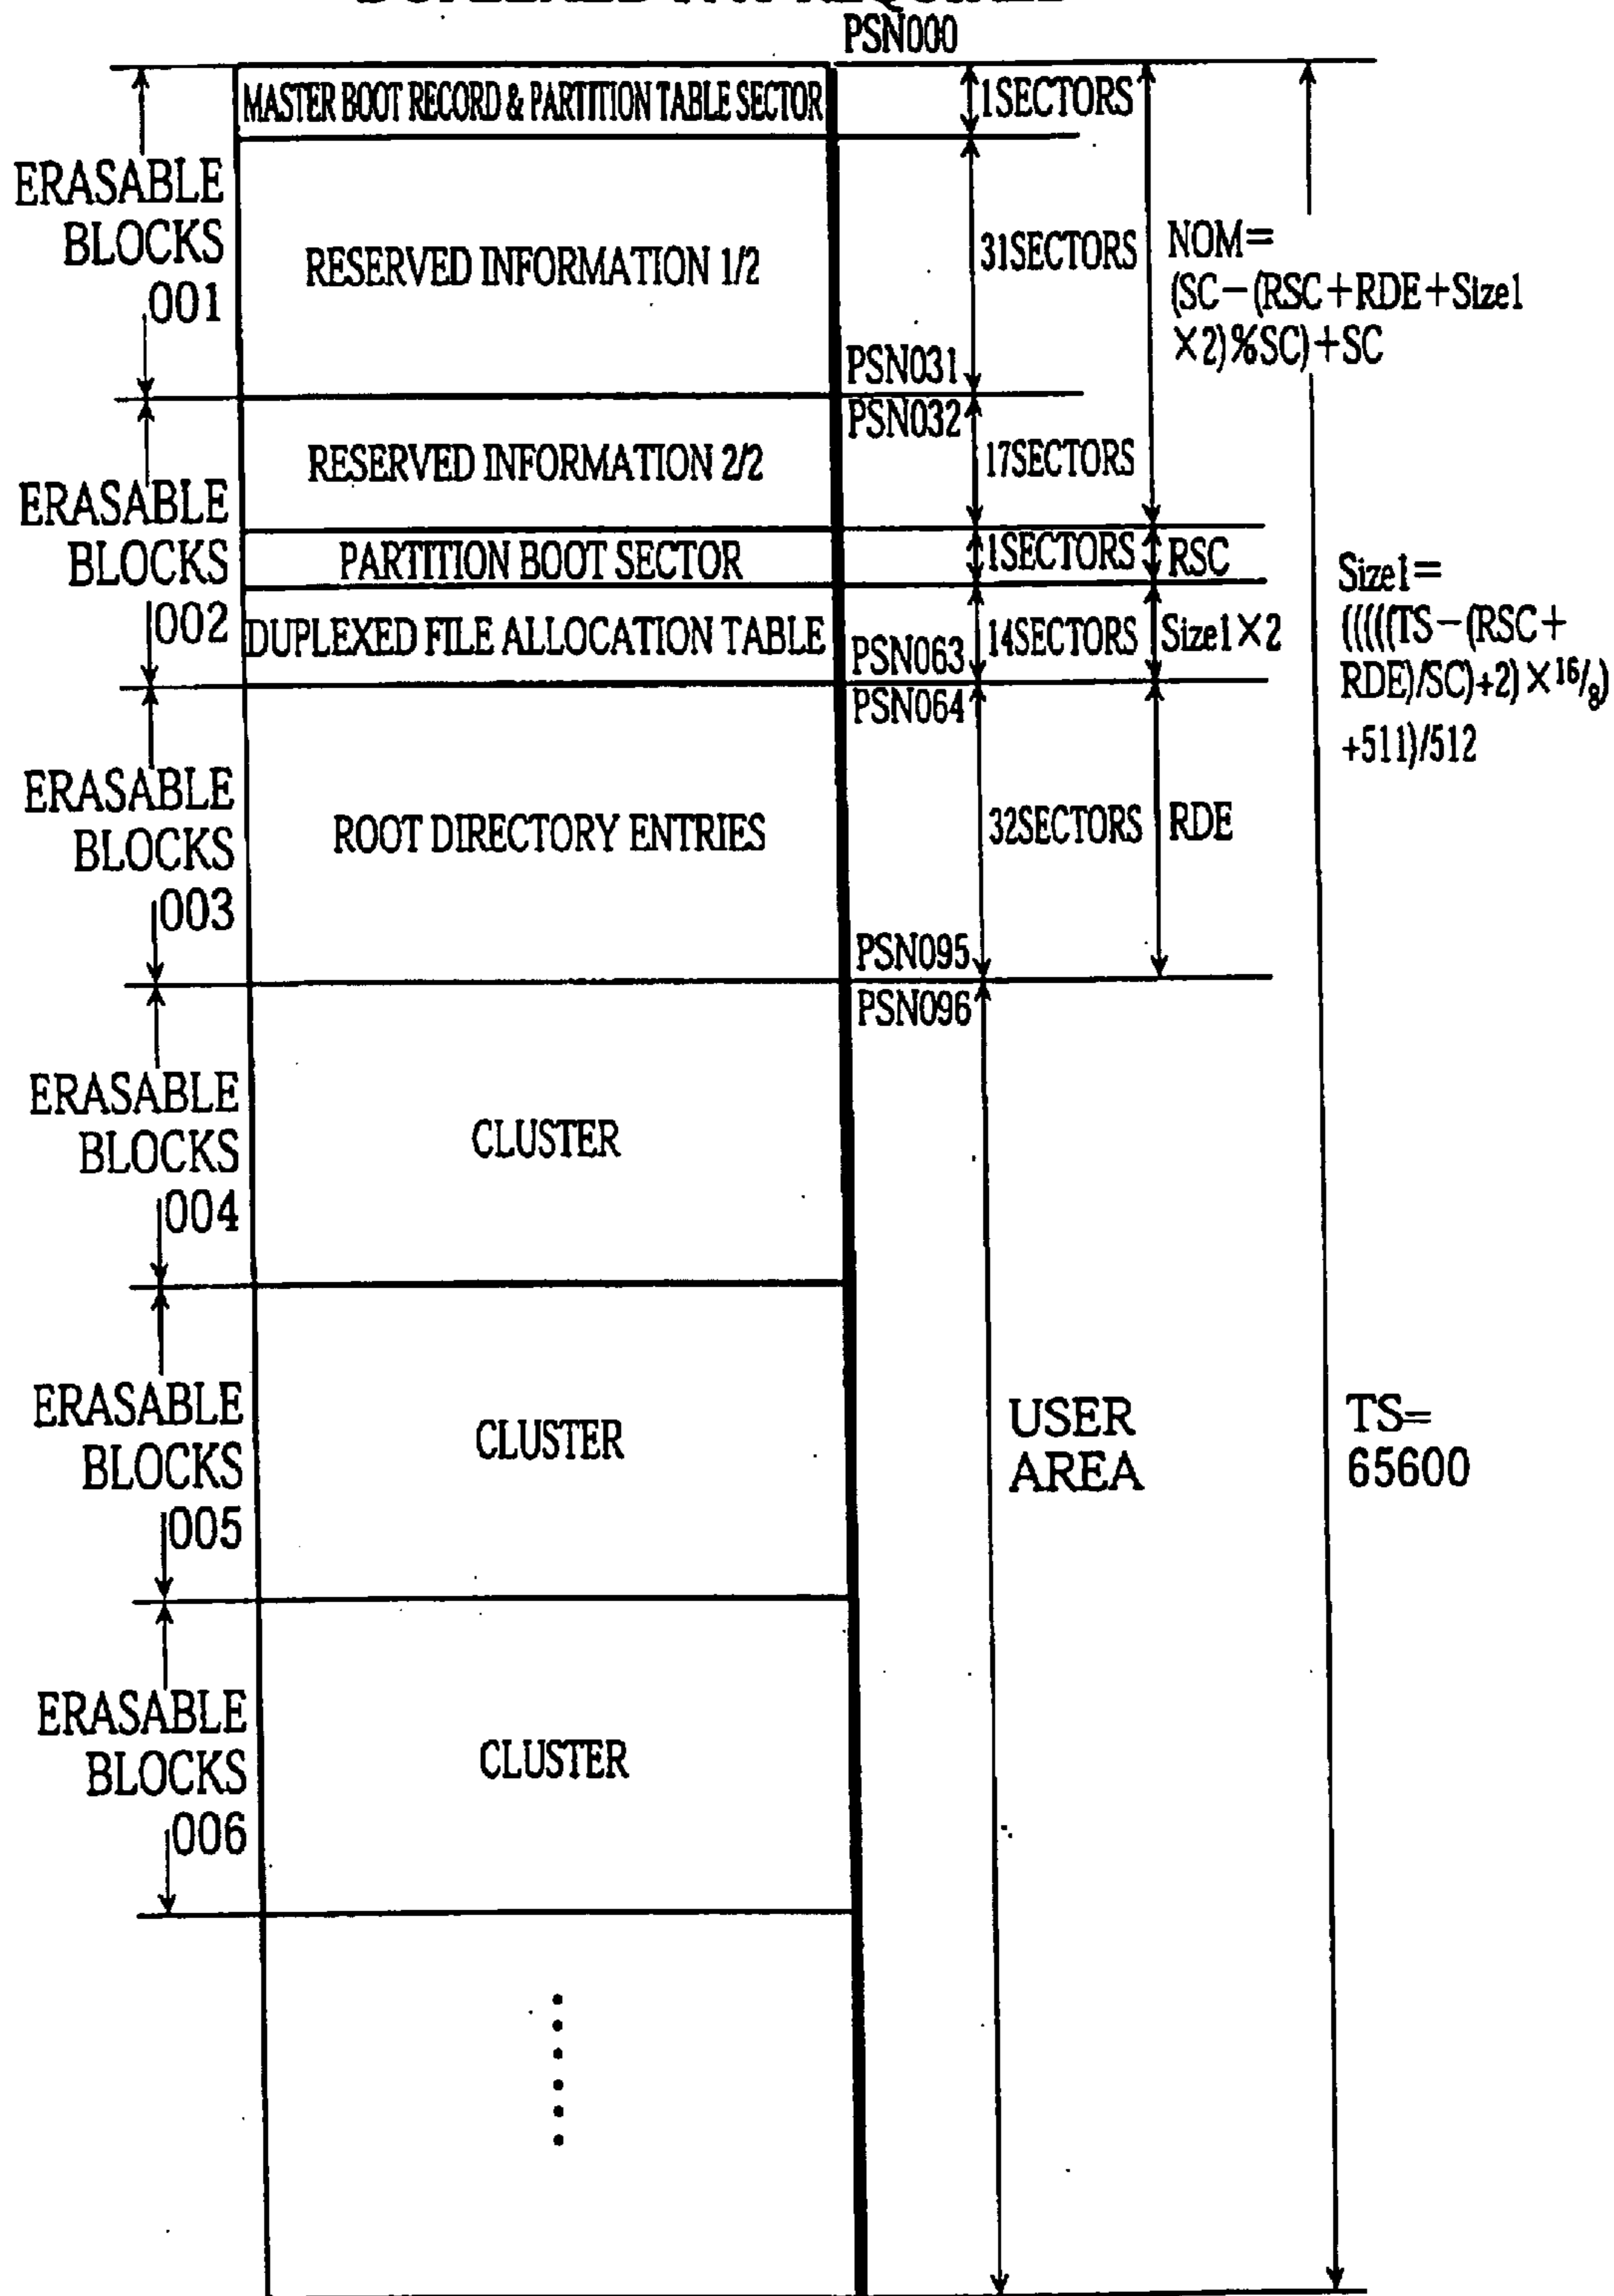 PSN000
MASTER BOOT RECORD & PARTITION TABLE SECTOR
1SECTORS
ERASABLE
BLOCKS
001
RESERVED INFORMATION 1/2
31SECTORS
NOM=
(SC−(RSC+RDE+Size1
×2)%SC)+SC
PSN031
PSN032
RESERVED INFORMATION 2/2
17SECTORS
ERASABLE
BLOCKS
002
PARTITION BOOT SECTOR
1SECTORS
RSC
DUPLEXED FILE ALLOCATION TABLE
PSN063
14SECTORS
Size1×2
Size1=
(((((TS−(RSC+
RDE)/SC)+2)×16/8)
+511)/512
PSN064
ERASABLE
BLOCKS
003
ROOT DIRECTORY ENTRIES
32SECTORS
RDE
PSN095
PSN096
ERASABLE
BLOCKS
004
CLUSTER
ERASABLE
BLOCKS
005
CLUSTER
USER
AREA
TS=
65600
ERASABLE
BLOCKS
006
CLUSTER